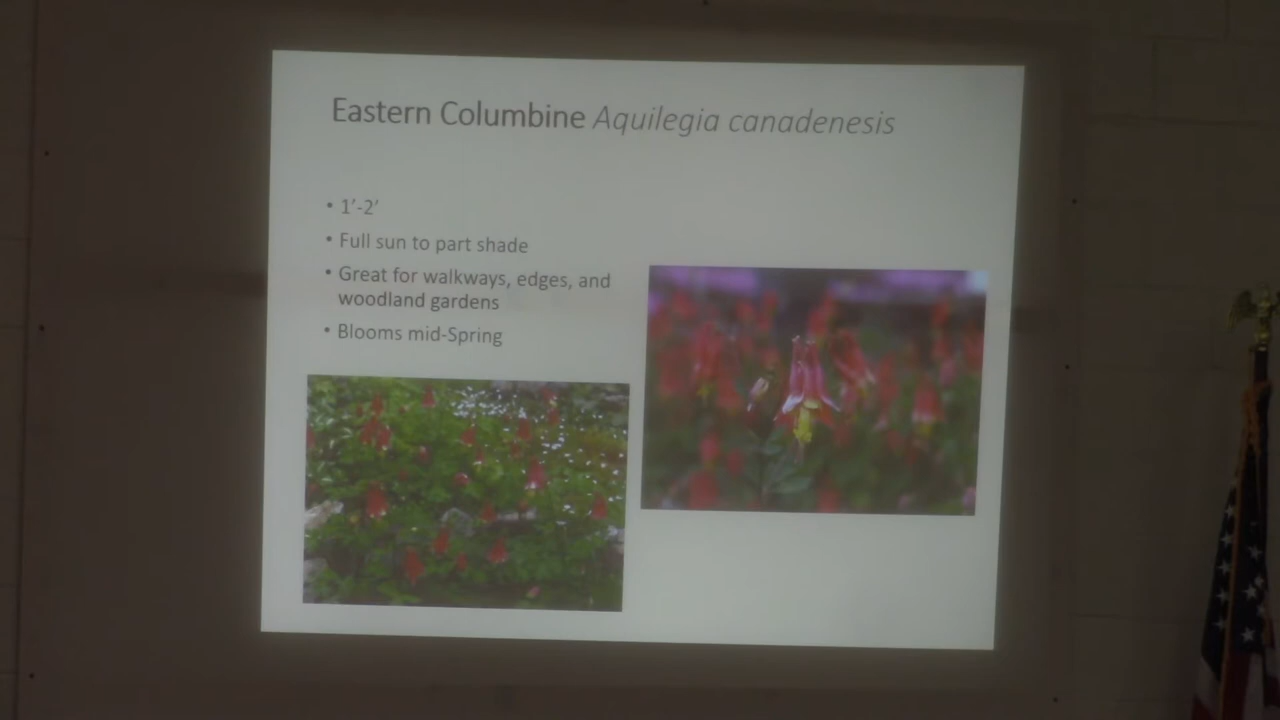 Eastern Columbine Aquilegia canadenesis
• 1’-2’
• Full sun to part shade
• Great for walkways, edges, and
woodland gardens
• Blooms mid-Spring